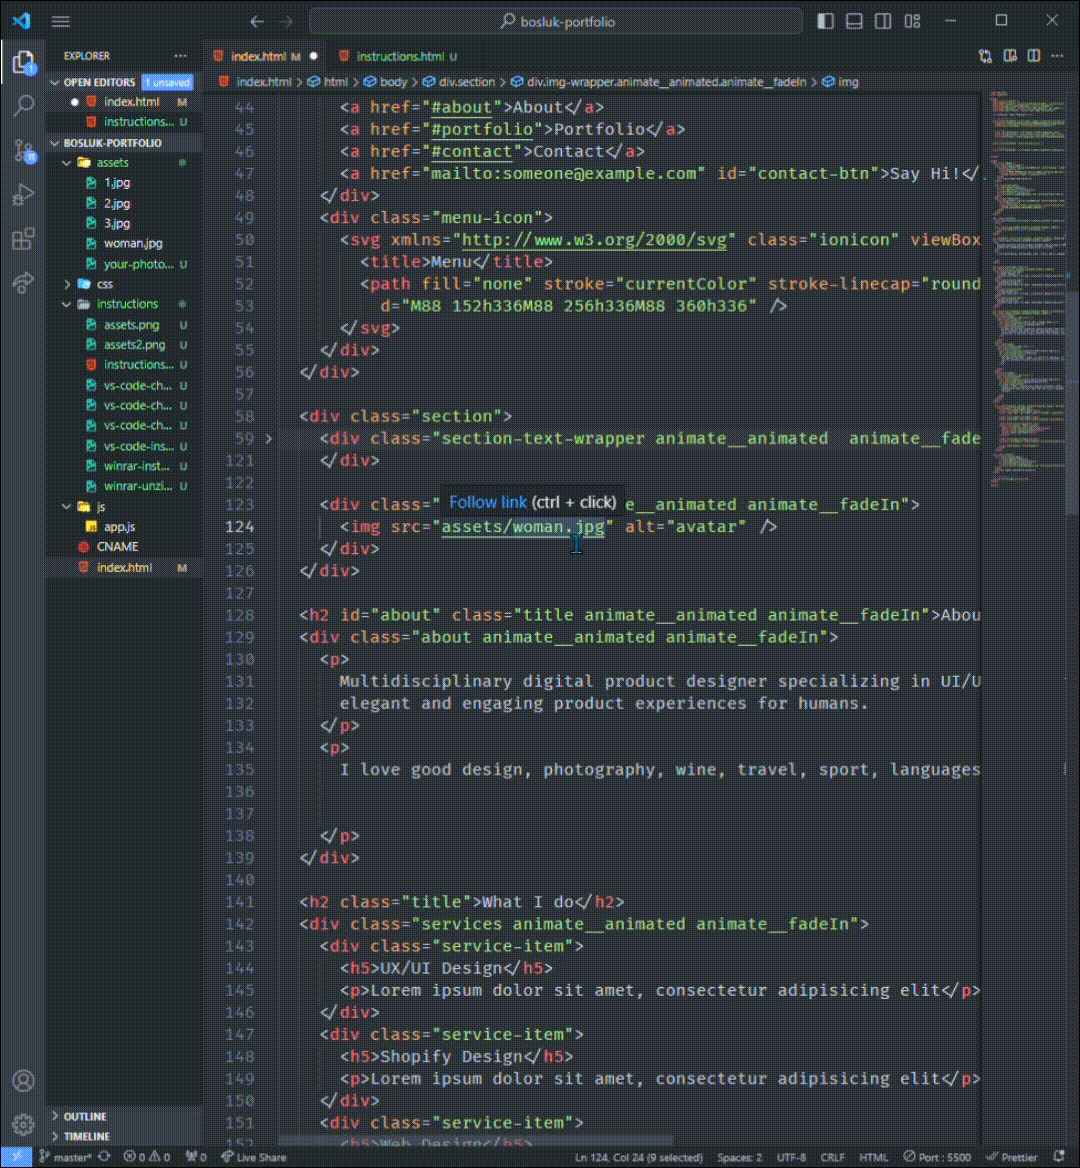 bosluk-portfolio
EXPLORER
index.html M
instructions.html U
OPEN EDITORS 1 unsaved
index.html M
instructions... U
BOSLUK-PORTFOLIO
assets
1.jpg
2.jpg
3.jpg
woman.jpg
your-photo... U
css
instructions
assets.png U
assets2.png U
instructions... U
vs-code-ch... U
vs-code-ch... U
vs-code-ch... U
vs-code-ins... U
winrar-inst... U
winrar-unzi... U
js
app.js
CNAME
index.html M
OUTLINE
TIMELINE
index.html > html > body > div.section > div.img-wrapper.animate__animated.animate__fadeIn > img
44 <a href="#about">About</a>
45 <a href="#portfolio">Portfolio</a>
46 <a href="#contact">Contact</a>
47 <a href="mailto:someone@example.com" id="contact-btn">Say Hi!</
48 </div>
49 <div class="menu-icon">
50 <svg xmlns="http://www.w3.org/2000/svg" class="ionicon" viewBox
51 <title>Menu</title>
52 <path fill="none" stroke="currentColor" stroke-linecap="round
53 d="M88 152h336M88 256h336M88 360h336" />
54 </svg>
55 </div>
56 </div>
57
58 <div class="section">
59 <div class="section-text-wrapper animate__animated  animate__fade
121 </div>
122
Follow link (ctrl + click)
123 <div class=" e__animated animate__fadeIn">
124 <img src="assets/woman.jpg" alt="avatar" />
125 </div>
126 </div>
127
128 <h2 id="about" class="title animate__animated animate__fadeIn">Abou
129 <div class="about animate__animated animate__fadeIn">
130 <p>
131 Multidisciplinary digital product designer specializing in UI/U
132 elegant and engaging product experiences for humans.
133 </p>
134 <p>
135 I love good design, photography, wine, travel, sport, languages
136
137
138 </p>
139 </div>
140
141 <h2 class="title">What I do</h2>
142 <div class="services animate__animated animate__fadeIn">
143 <div class="service-item">
144 <h5>UX/UI Design</h5>
145 <p>Lorem ipsum dolor sit amet, consectetur adipisicing elit</p>
146 </div>
147 <div class="service-item">
148 <h5>Shopify Design</h5>
149 <p>Lorem ipsum dolor sit amet, consectetur adipisicing elit</p>
150 </div>
151 <div class="service-item">
152 <h5>Web Design</h5>
master* 0 0 0 Live Share Ln 124, Col 24 (9 selected) Spaces: 2 UTF-8 CRLF HTML Port : 5500 Prettier